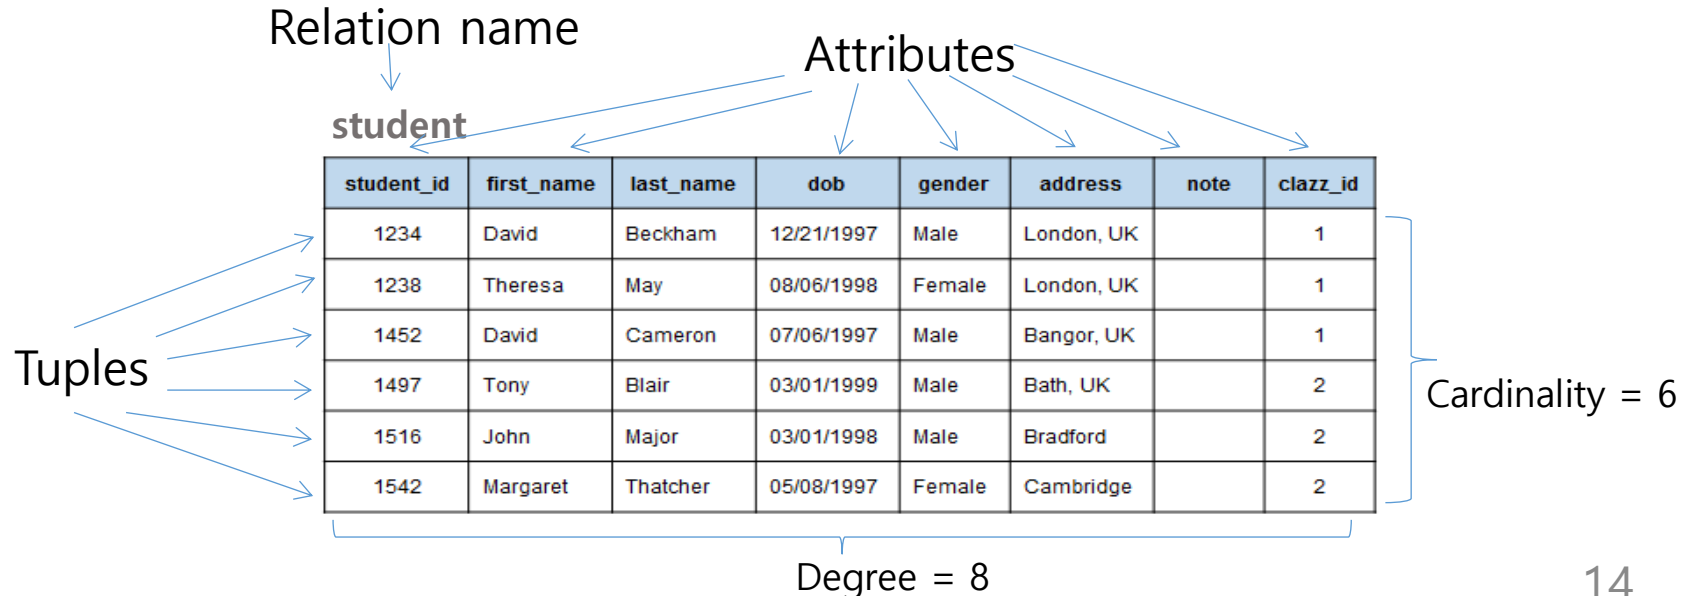 Relation name
Attributes
student
student_id first_name last_name dob gender address note clazz_id
1234 David Beckham 12/21/1997 Male London, UK 1
1238 Theresa May 08/06/1998 Female London, UK 1
1452 David Cameron 07/06/1997 Male Bangor, UK 1
Tuples
1497 Tony Blair 03/01/1999 Male Bath, UK 2
Cardinality = 6
1516 John Major 03/01/1998 Male Bradford 2
1542 Margaret Thatcher 05/08/1997 Female Cambridge 2
Degree = 8
14